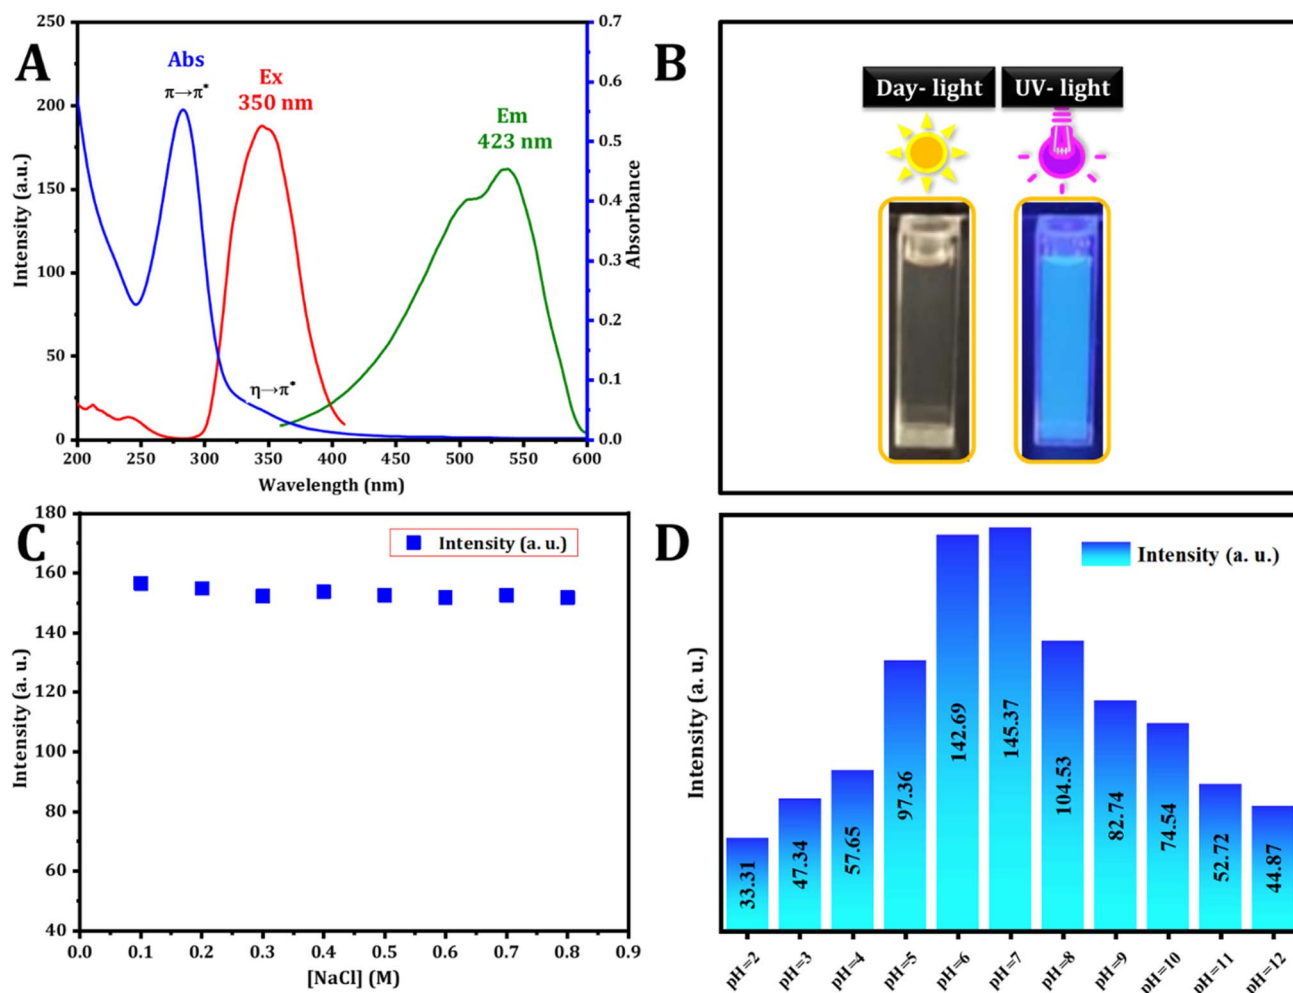 A
Abs
π→π*
Ex
350 nm
Em
423 nm
η→π*
250
200
150
100
50
0
Intensity (a.u.)
0.7
0.6
0.5
0.4
0.3
0.2
0.1
0.0
Absorbance
200 250 300 350 400 450 500 550 600
Wavelength (nm)
B
Day- light
UV- light
C
Intensity (a. u.)
180
160
140
120
100
80
60
40
Intensity (a. u.)
0.0 0.1 0.2 0.3 0.4 0.5 0.6 0.7 0.8 0.9
[NaCl] (M)
D
Intensity (a. u.)
Intensity (a. u.)
33.31
47.34
57.65
97.36
142.69
145.37
104.53
82.74
74.54
52.72
44.87
pH=2
pH=3
pH=4
pH=5
pH=6
pH=7
pH=8
pH=9
pH=10
pH=11
pH=12